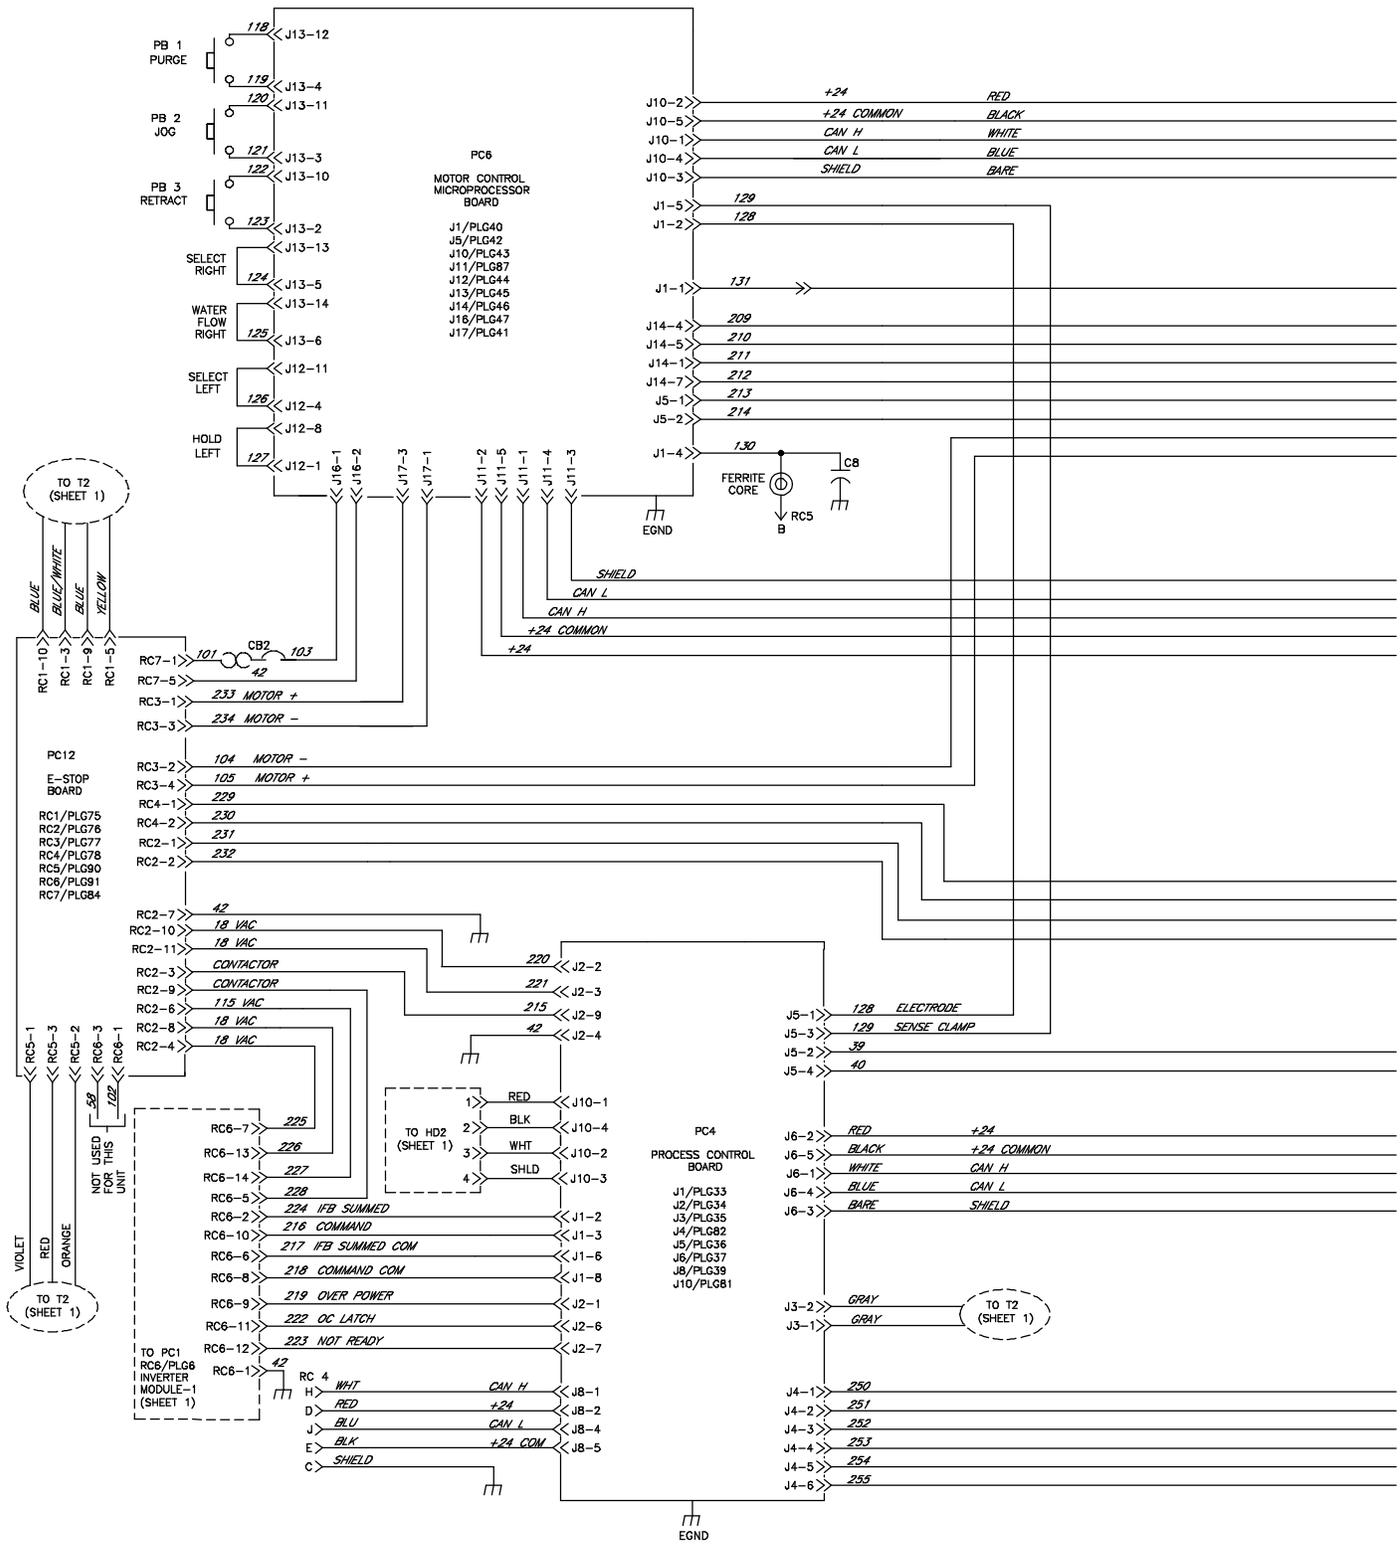 118
J13-12
PB 1
PURGE
119
J13-4
120
J13-11
PB 2
JOG
121
J13-3
122
J13-10
PB 3
RETRACT
123
J13-2
J13-13
SELECT
RIGHT
124
J13-5
J13-14
WATER
FLOW
RIGHT
125
J13-6
J12-11
SELECT
LEFT
126
J12-4
J12-8
HOLD
LEFT
127
J12-1
PC6
MOTOR CONTROL
MICROPROCESSOR
BOARD
J1/PLG40
J5/PLG42
J10/PLG43
J11/PLG87
J12/PLG44
J13/PLG45
J14/PLG46
J16/PLG47
J17/PLG41
J10-2 +24 RED
J10-5 +24 COMMON BLACK
J10-1 CAN H WHITE
J10-4 CAN L BLUE
J10-3 SHIELD BARE
J1-5 129
J1-2 128
J1-1 131
J14-4 209
J14-5 210
J14-1 211
J14-7 212
J5-1 213
J5-2 214
J1-4 130
FERRITE
CORE
C8
RC5
B
J16-1
J16-2
J17-3
J17-1
J11-2
J11-5
J11-1
J11-4
J11-3
EGND
SHIELD
CAN L
CAN H
+24 COMMON
+24
TO T2
(SHEET 1)
BLUE
BLUE/WHITE
BLUE
YELLOW
RC1-10
RC1-3
RC1-9
RC1-5
RC7-1 101 CB2 103
RC7-5 42
RC3-1 233 MOTOR +
RC3-3 234 MOTOR -
PC12
E-STOP
BOARD
RC1/PLG75
RC2/PLG76
RC3/PLG77
RC4/PLG78
RC5/PLG90
RC6/PLG91
RC7/PLG84
RC3-2 104 MOTOR -
RC3-4 105 MOTOR +
RC4-1 229
RC4-2 230
RC2-1 231
RC2-2 232
RC2-7 42
RC2-10 18 VAC
RC2-11 18 VAC
RC2-3 CONTACTOR
RC2-9 CONTACTOR
RC2-6 115 VAC
RC2-8 18 VAC
RC2-4 18 VAC
RC5-1
RC5-3
RC5-2
RC6-3
RC6-1
58
102
NOT USED
FOR THIS
UNIT
VIOLET
RED
ORANGE
TO T2
(SHEET 1)
220 J2-2
221 J2-3
215 J2-9
42 J2-4
TO HD2
(SHEET 1)
1 RED J10-1
2 BLK J10-4
3 WHT J10-2
4 SHLD J10-3
RC6-7 225
RC6-13 226
RC6-14 227
RC6-5 228
RC6-2 224 IFB SUMMED J1-2
RC6-10 216 COMMAND J1-3
RC6-6 217 IFB SUMMED COM J1-6
RC6-8 218 COMMAND COM J1-8
RC6-9 219 OVER POWER J2-1
RC6-11 222 OC LATCH J2-6
RC6-12 223 NOT READY J2-7
RC6-1 42
TO PC1
RC6/PLG6
INVERTER
MODULE-1
(SHEET 1)
RC 4
H WHT CAN H J8-1
D RED +24 J8-2
J BLU CAN L J8-4
E BLK +24 COM J8-5
C SHIELD
PC4
PROCESS CONTROL
BOARD
J1/PLG33
J2/PLG34
J3/PLG35
J4/PLG82
J5/PLG36
J6/PLG37
J8/PLG39
J10/PLG81
J5-1 128 ELECTRODE
J5-3 129 SENSE CLAMP
J5-2 39
J5-4 40
J6-2 RED +24
J6-5 BLACK +24 COMMON
J6-1 WHITE CAN H
J6-4 BLUE CAN L
J6-3 BARE SHIELD
J3-2 GRAY
J3-1 GRAY
TO T2
(SHEET 1)
J4-1 250
J4-2 251
J4-3 252
J4-4 253
J4-5 254
J4-6 255
EGND